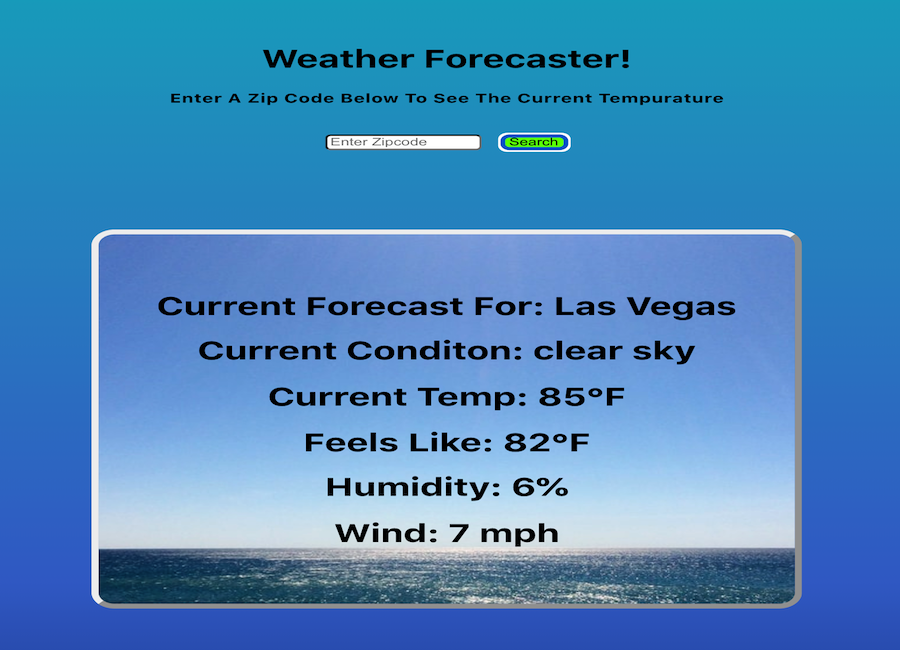 Weather Forecaster!
Enter A Zip Code Below To See The Current Tempurature
Enter Zipcode Search
Current Forecast For: Las Vegas
Current Conditon: clear sky
Current Temp: 85°F
Feels Like: 82°F
Humidity: 6%
Wind: 7 mph